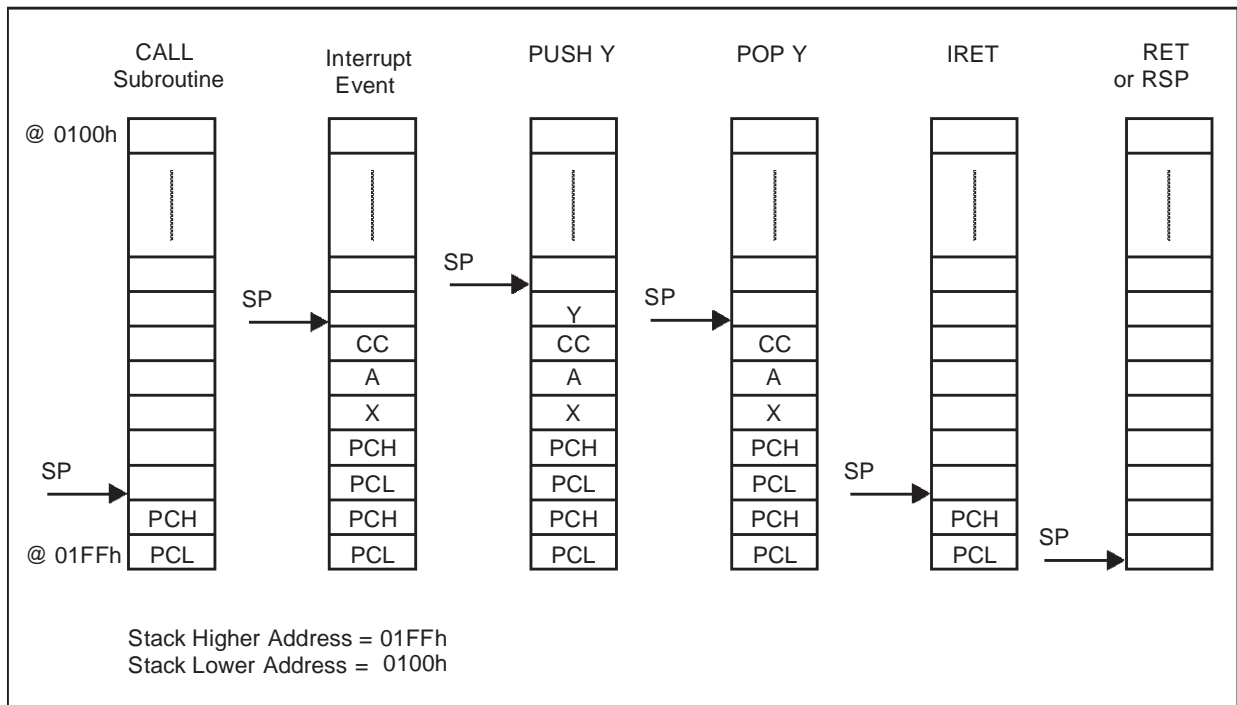 CALL
Subroutine
Interrupt
Event
PUSH Y
POP Y
IRET
RET
or RSP
@ 0100h
SP
SP
SP
Y
CC
CC
CC
A
A
A
X
X
X
PCH
PCH
PCH
SP
PCL
PCL
PCL
SP
PCH
PCH
PCH
PCH
PCH
SP
@ 01FFh
PCL
PCL
PCL
PCL
PCL
Stack Higher Address = 01FFh
Stack Lower Address = 0100h